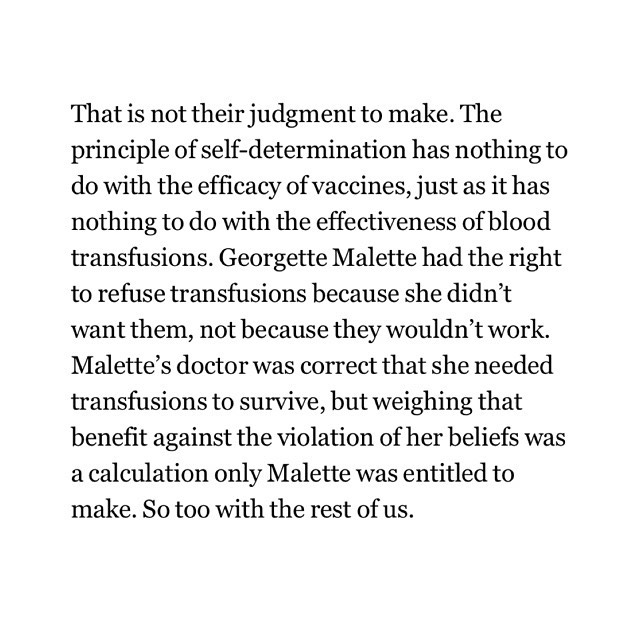 That is not their judgment to make. The
principle of self-determination has nothing to
do with the efficacy of vaccines, just as it has
nothing to do with the effectiveness of blood
transfusions. Georgette Malette had the right
to refuse transfusions because she didn’t
want them, not because they wouldn’t work.
Malette’s doctor was correct that she needed
transfusions to survive, but weighing that
benefit against the violation of her beliefs was
a calculation only Malette was entitled to
make. So too with the rest of us.